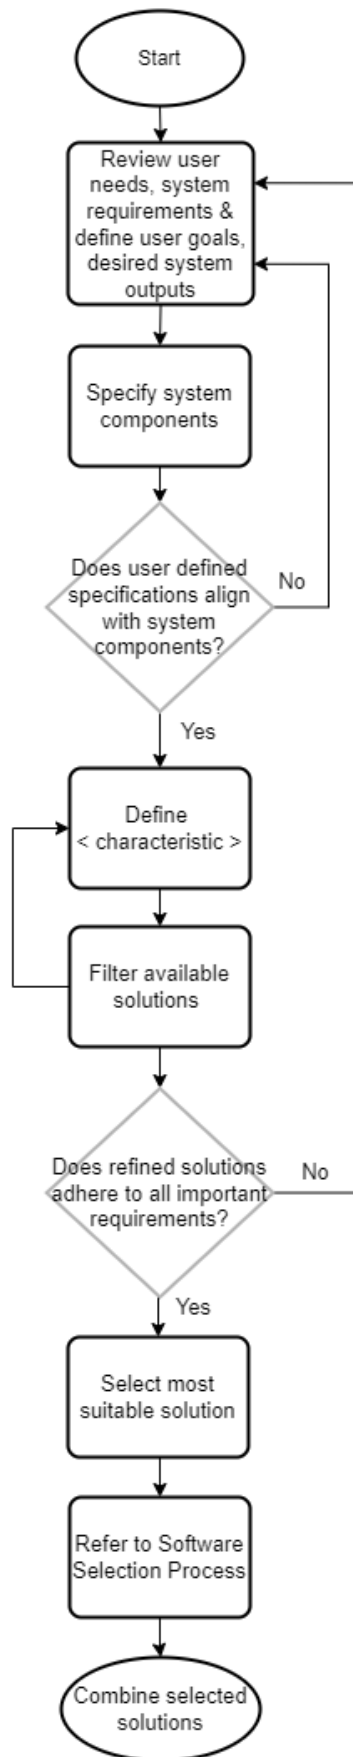 Start
Review user
needs, system
requirements &
define user goals,
desired system
outputs
Specify system
components
Does user defined
specifications align
with system
components?
No
Yes
Define
< characteristic >
Filter available
solutions
Does refined solutions
adhere to all important
requirements?
No
Yes
Select most
suitable solution
Refer to Software
Selection Process
Combine selected
solutions